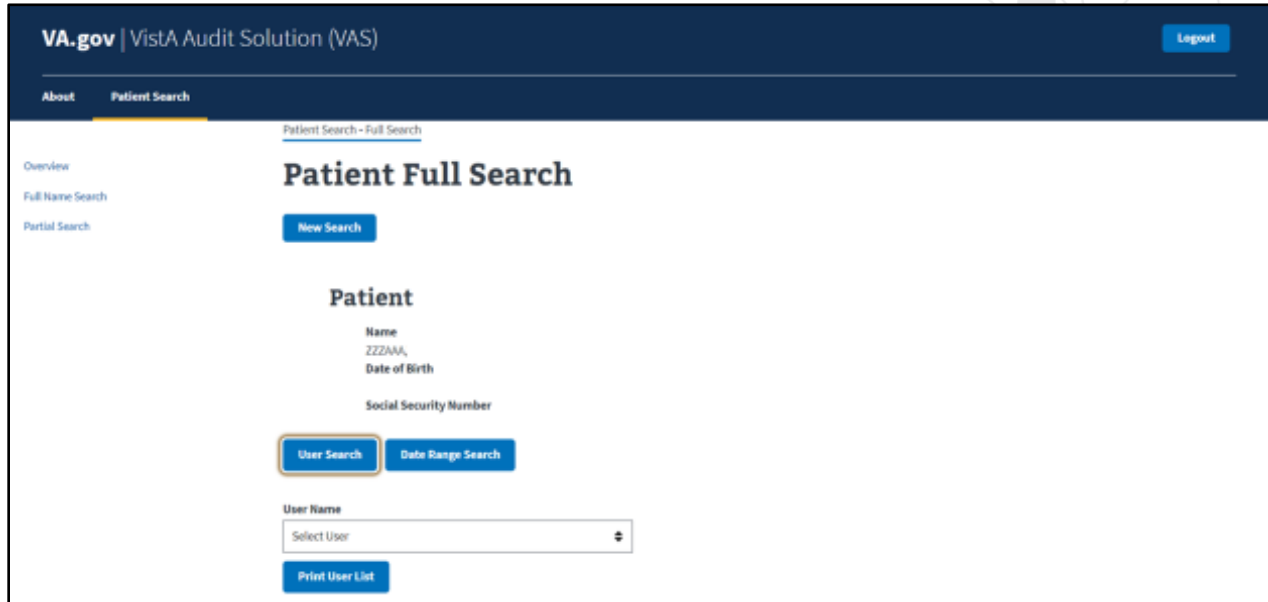 VA.gov | VistA Audit Solution (VAS)
Logout
About Patient Search
Patient Search - Full Search
Overview
Full Name Search
Partial Search
Patient Full Search
New Search
Patient
Name
ZZZAAA,
Date of Birth
Social Security Number
User Search Date Range Search
User Name
Select User
Print User List